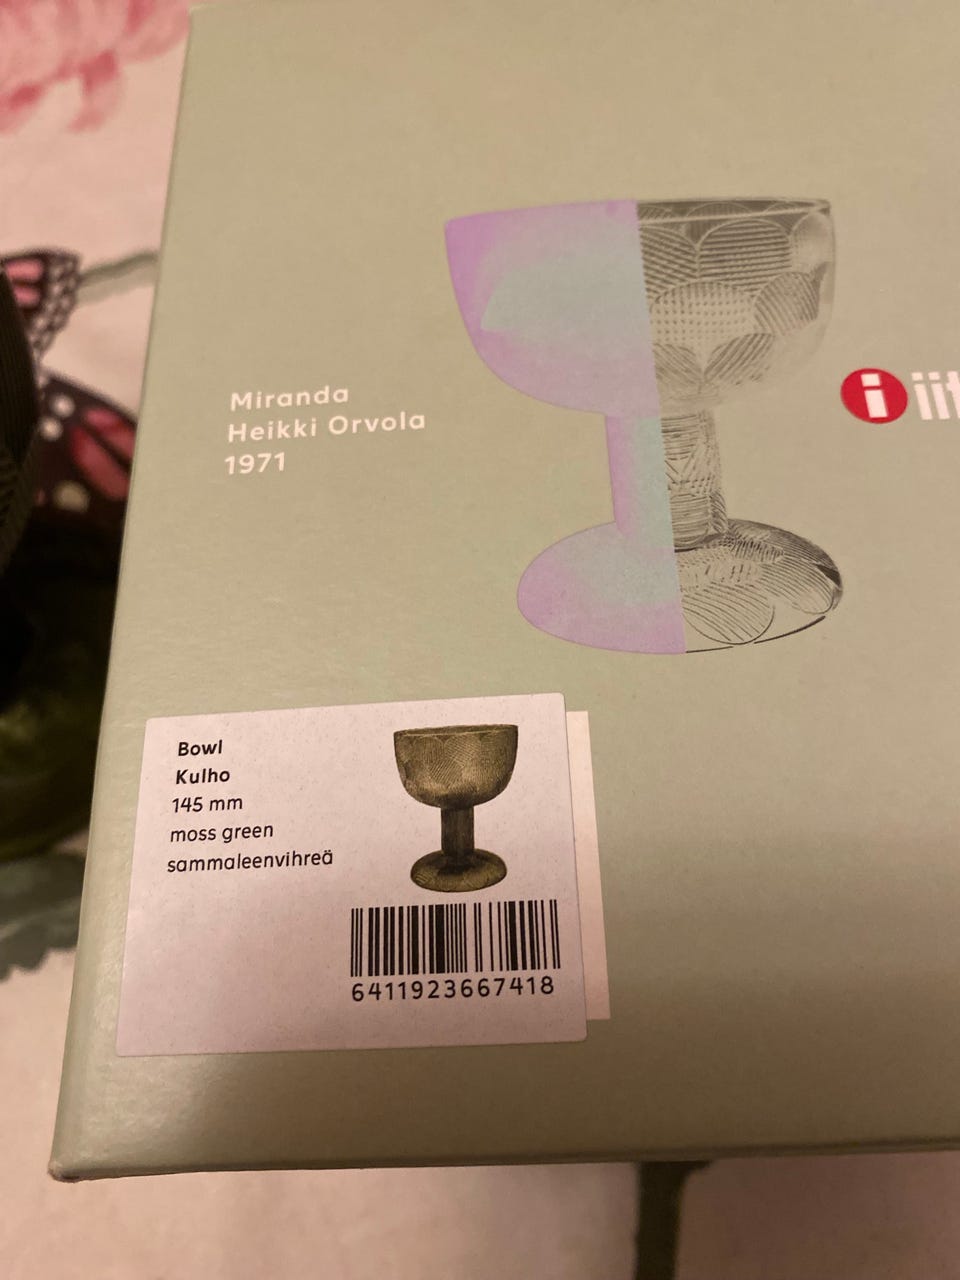 Miranda
Heikki Orvola
1971
i
Bowl
Kulho
145 mm
moss green
sammaleenvihreä
6411923667418